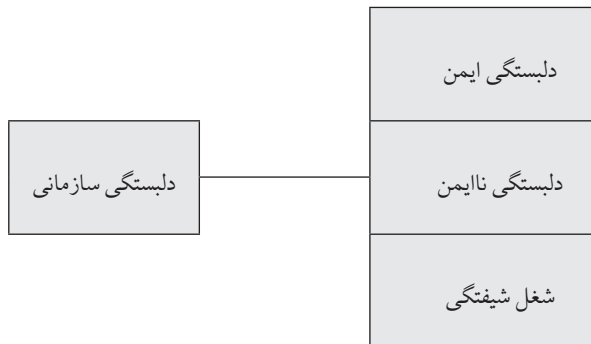 دلبستگی ایمن
دلبستگی ناایمن
دلبستگی سازمانی
شغل شیفتگی